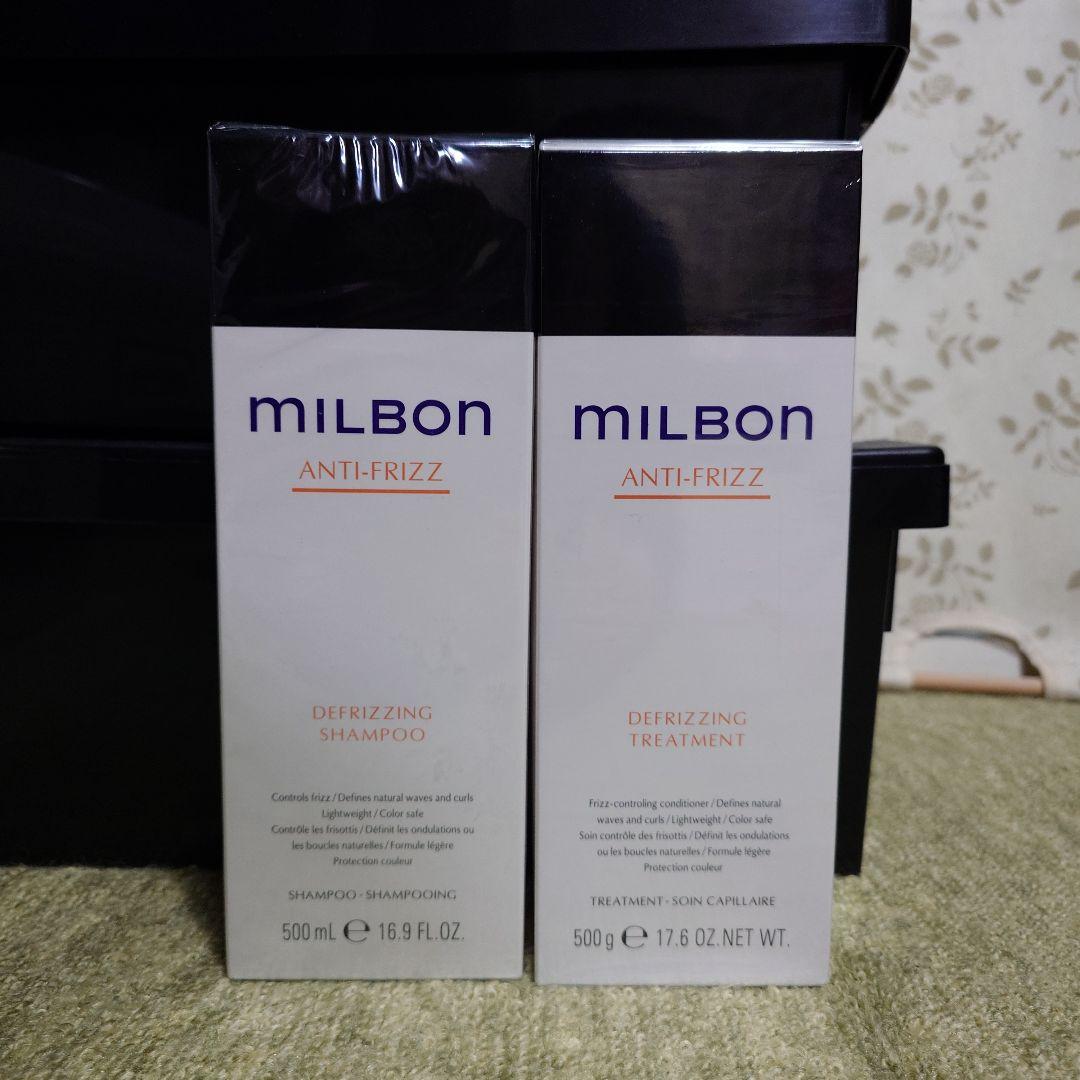 mILBON
ANTI-FRIZZ
DEFRIZZING
SHAMPOO
Controls frizz / Defines natural waves and curls
Lightweight / Color safe
Contrôle les frisottis / Définit les ondulations ou
les boucles naturelles / Formule légère
Protection couleur
SHAMPOO - SHAMPOOING
500 mL ℮ 16.9 FL.OZ.
mILBON
ANTI-FRIZZ
DEFRIZZING
TREATMENT
Frizz-controling conditioner / Defines natural
waves and curls / Lightweight / Color safe
Soin contrôle des frisottis / Définit les ondulations
ou les boucles naturelles / Formule légère
Protection couleur
TREATMENT - SOIN CAPILLAIRE
500 g ℮ 17.6 OZ. NET WT.